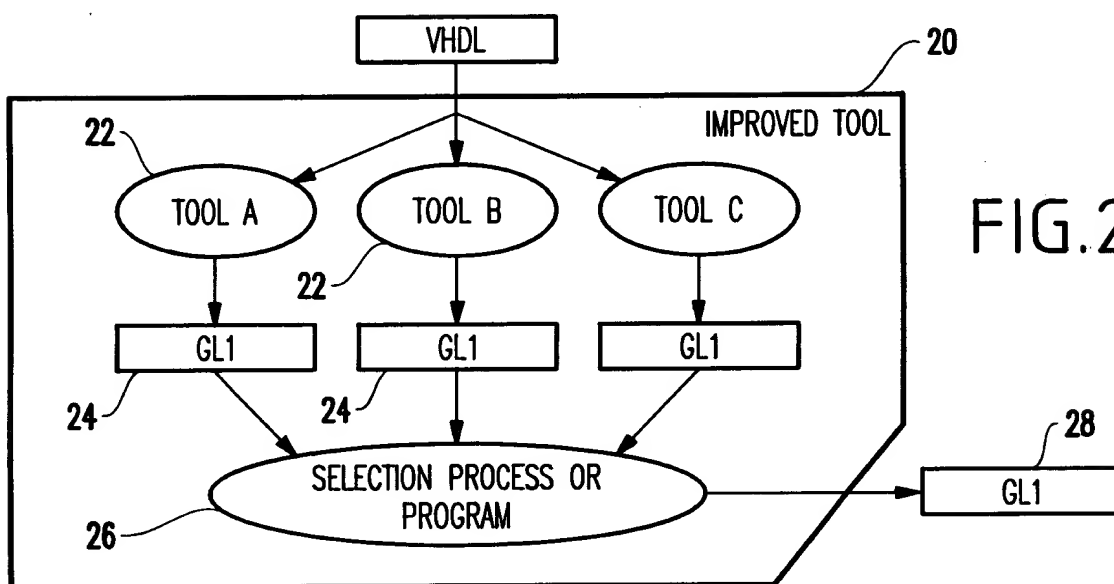 VHDL
20
IMPROVED TOOL
22
TOOL A
TOOL B
TOOL C
22
FIG.2
GL1
GL1
GL1
24
24
SELECTION PROCESS OR
PROGRAM
26
28
GL1